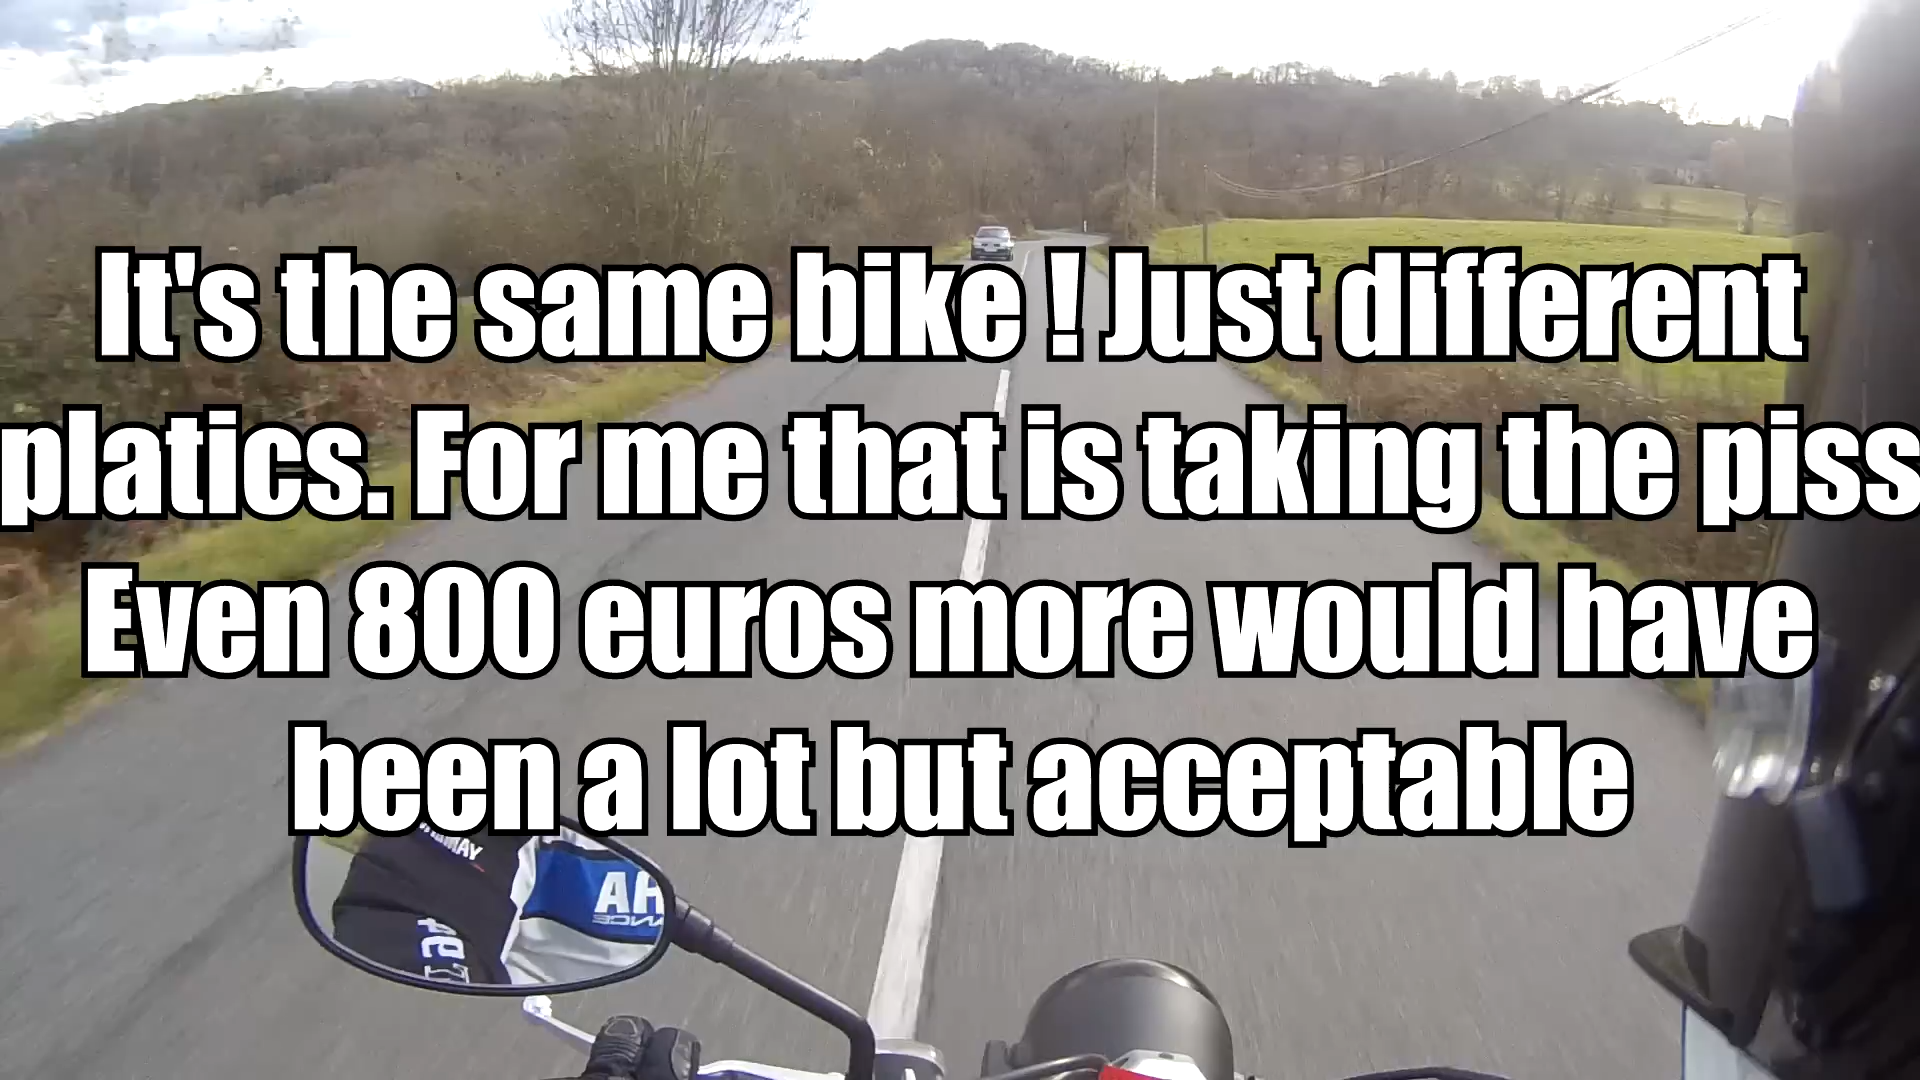 It's the same bike ! Just different
platics. For me that is taking the piss
Even 800 euros more would have
been a lot but acceptable